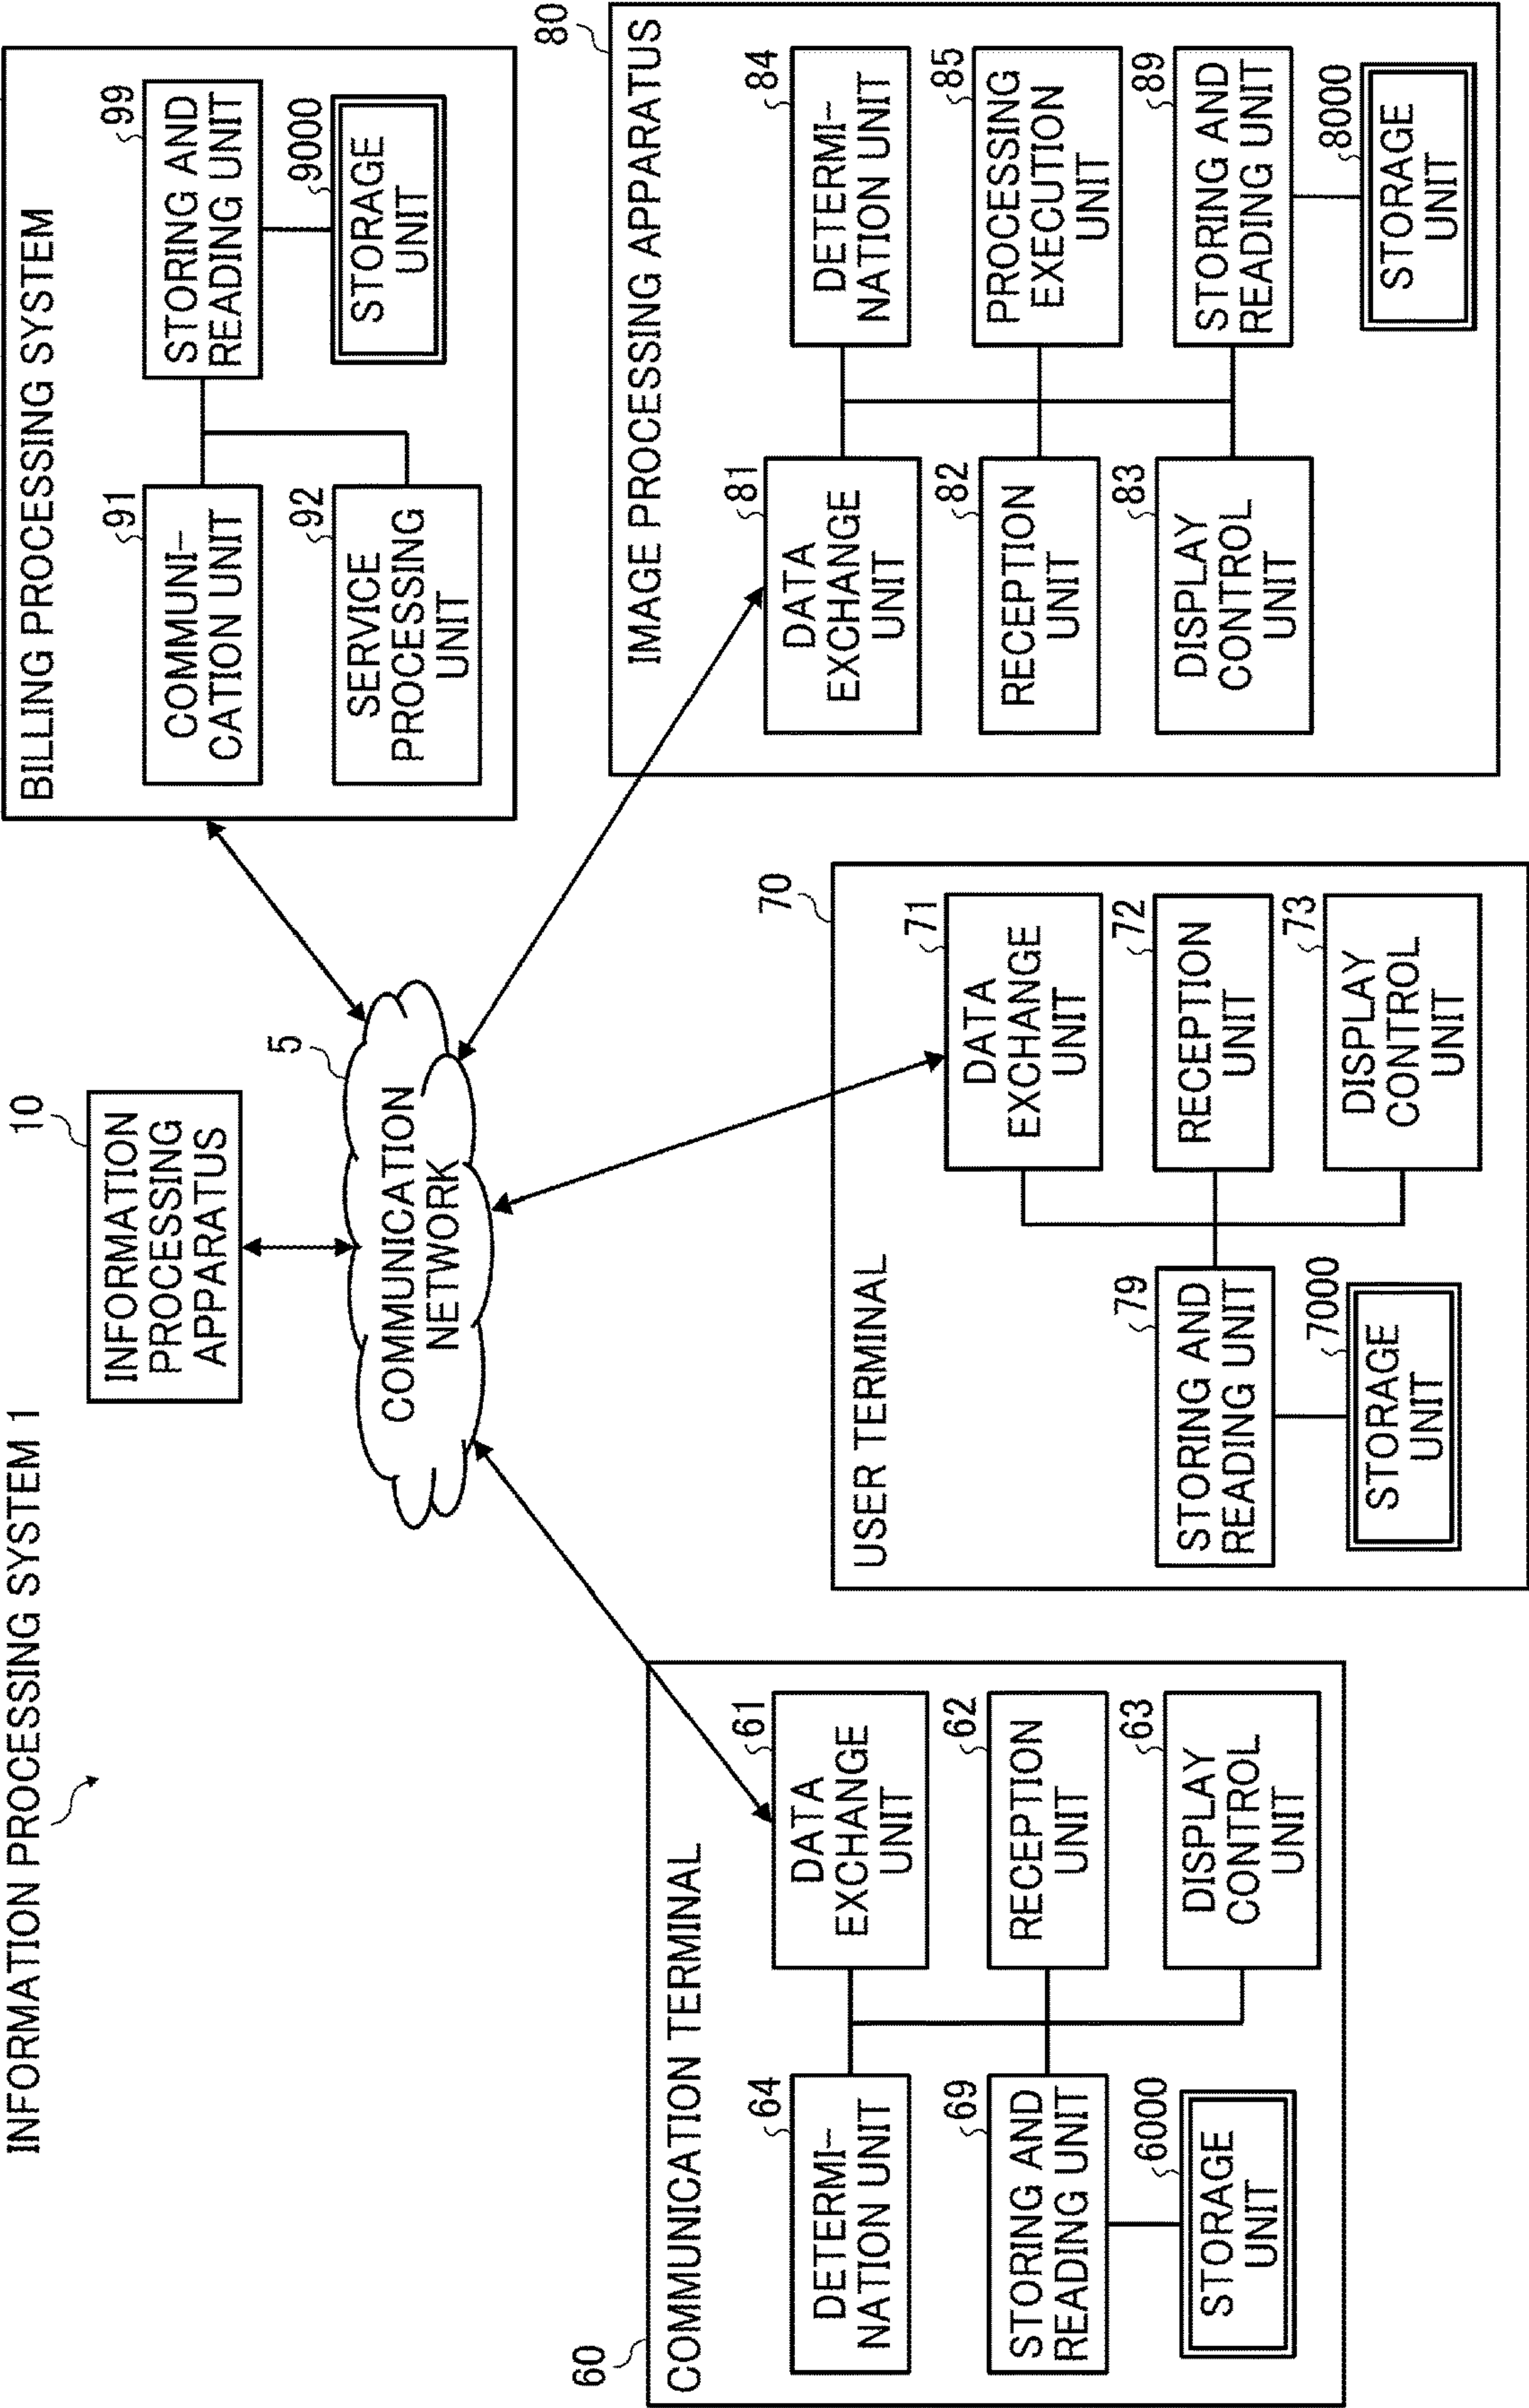 INFORMATION PROCESSING SYSTEM 1
10
INFORMATION
PROCESSING
APPARATUS
5
COMMUNICATION
NETWORK
BILLING PROCESSING SYSTEM
91
COMMUNI-
CATION UNIT
92
SERVICE
PROCESSING
UNIT
99
STORING AND
READING UNIT
9000
STORAGE
UNIT
60
COMMUNICATION TERMINAL
64
DETERMI-
NATION UNIT
69
STORING AND
READING UNIT
6000
STORAGE
UNIT
61
DATA
EXCHANGE
UNIT
62
RECEPTION
UNIT
63
DISPLAY
CONTROL
UNIT
70
USER TERMINAL
79
STORING AND
READING UNIT
7000
STORAGE
UNIT
71
DATA
EXCHANGE
UNIT
72
RECEPTION
UNIT
73
DISPLAY
CONTROL
UNIT
80
IMAGE PROCESSING APPARATUS
81
DATA
EXCHANGE
UNIT
82
RECEPTION
UNIT
83
DISPLAY
CONTROL
UNIT
84
DETERMI-
NATION UNIT
85
PROCESSING
EXECUTION
UNIT
89
STORING AND
READING UNIT
8000
STORAGE
UNIT